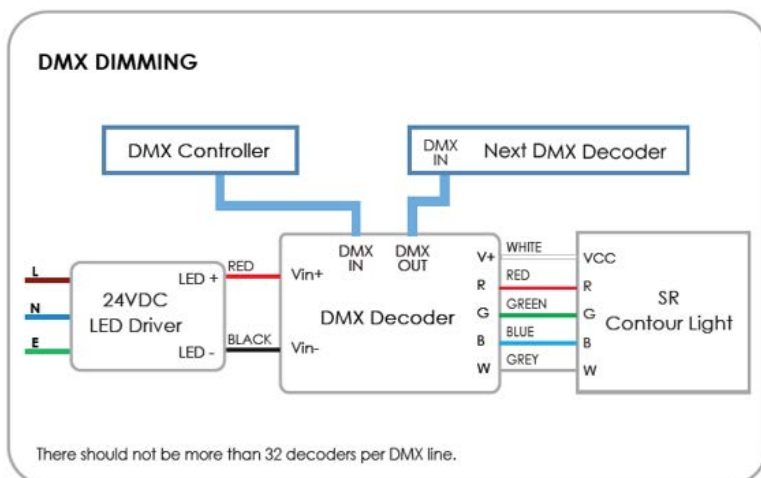 DMX DIMMING
DMX Controller
DMX
IN
Next DMX Decoder
L
N
E
24VDC
LED Driver
LED +
LED -
RED
BLACK
Vin+
Vin-
DMX
IN
DMX
OUT
DMX Decoder
V+
R
G
B
W
WHITE
RED
GREEN
BLUE
GREY
VCC
R
G
B
W
SR
Contour Light
There should not be more than 32 decoders per DMX line.